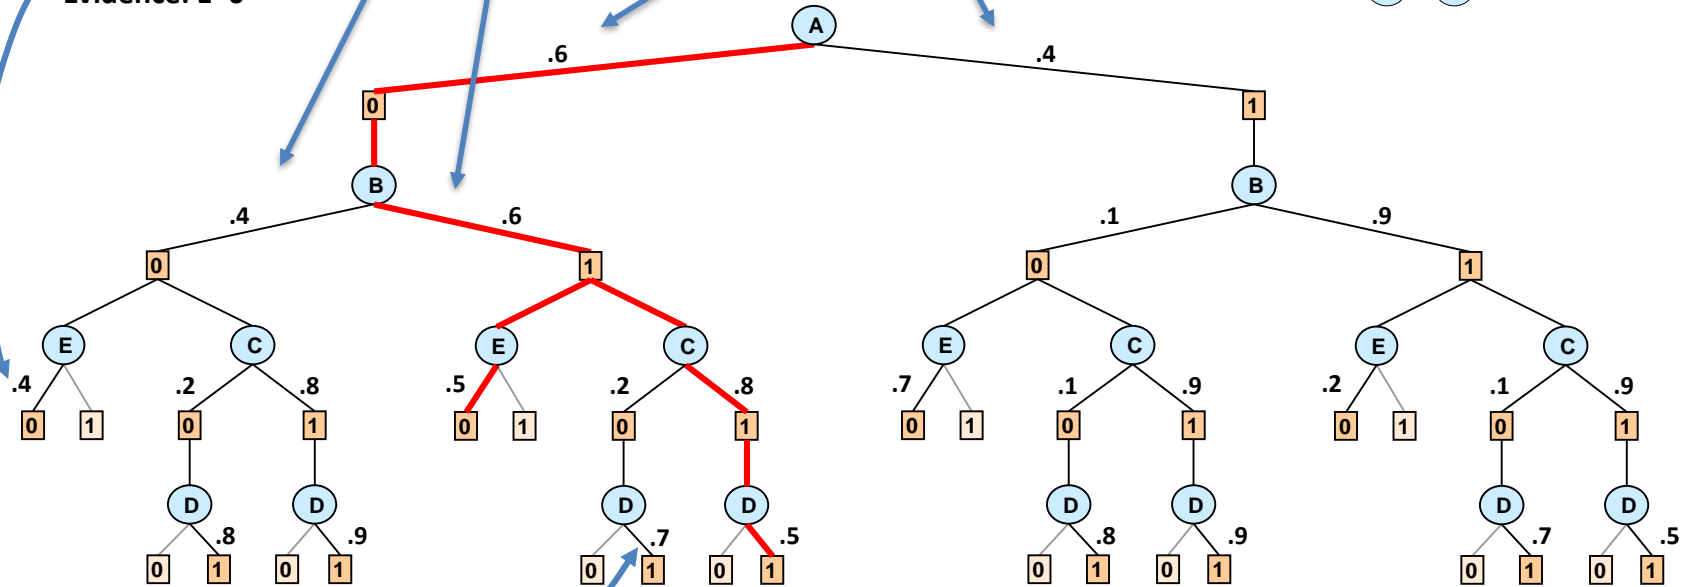 A
.6 .4
0 1
B B
.4 .6 .1 .9
0 1 0 1
E C E C E C E C
.4 .2 .8 .5 .2 .8 .7 .1 .9 .2 .1 .9
0 1 0 1 0 1 0 1 0 1 0 1 0 1 0 1
D D D D D D D D
.8 .9 .7 .5 .8 .9 .7 .5
0 1 0 1 0 1 0 1 0 1 0 1 0 1 0 1